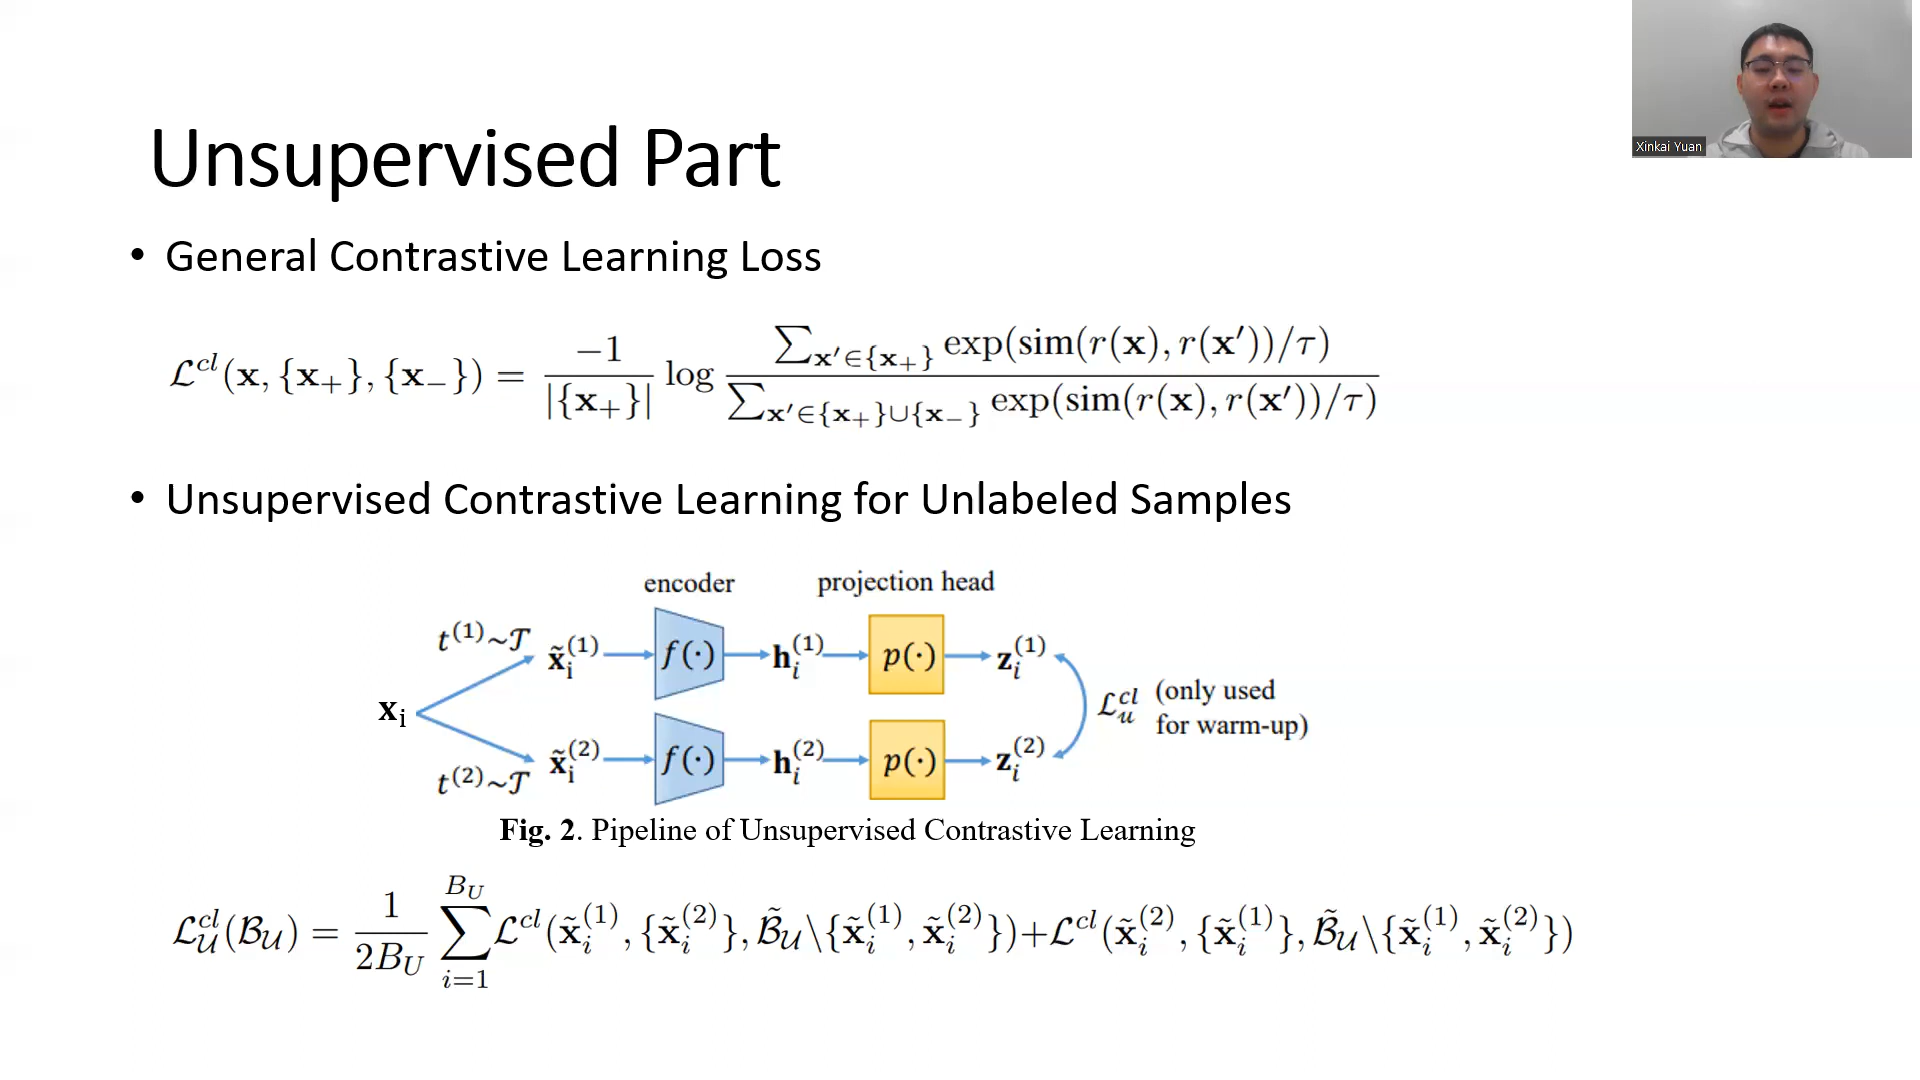 Xinkai Yuan
Unsupervised Part
• General Contrastive Learning Loss
ℒ^{cl}(𝐱, {𝐱₊}, {𝐱₋}) = \frac{−1}{|{𝐱₊}|} log \frac{∑_{𝐱′∈{𝐱₊}} exp(sim(r(𝐱), r(𝐱′))/τ)}{∑_{𝐱′∈{𝐱₊}∪{𝐱₋}} exp(sim(r(𝐱), r(𝐱′))/τ)}
• Unsupervised Contrastive Learning for Unlabeled Samples
encoder projection head
t^{(1)}~𝒯 x̃_i^{(1)} f(·) h_i^{(1)} p(·) z_i^{(1)}
x_i
ℒ_𝒰^{cl} (only used
for warm-up)
t^{(2)}~𝒯 x̃_i^{(2)} f(·) h_i^{(2)} p(·) z_i^{(2)}
Fig. 2. Pipeline of Unsupervised Contrastive Learning
ℒ_𝒰^{cl}(ℬ_𝒰) = \frac{1}{2B_U} ∑_{i=1}^{B_U} ℒ^{cl}(x̃_i^{(1)}, {x̃_i^{(2)}}, ℬ̃_𝒰\{x̃_i^{(1)}, x̃_i^{(2)}})+ℒ^{cl}(x̃_i^{(2)}, {x̃_i^{(1)}}, ℬ̃_𝒰\{x̃_i^{(1)}, x̃_i^{(2)}})